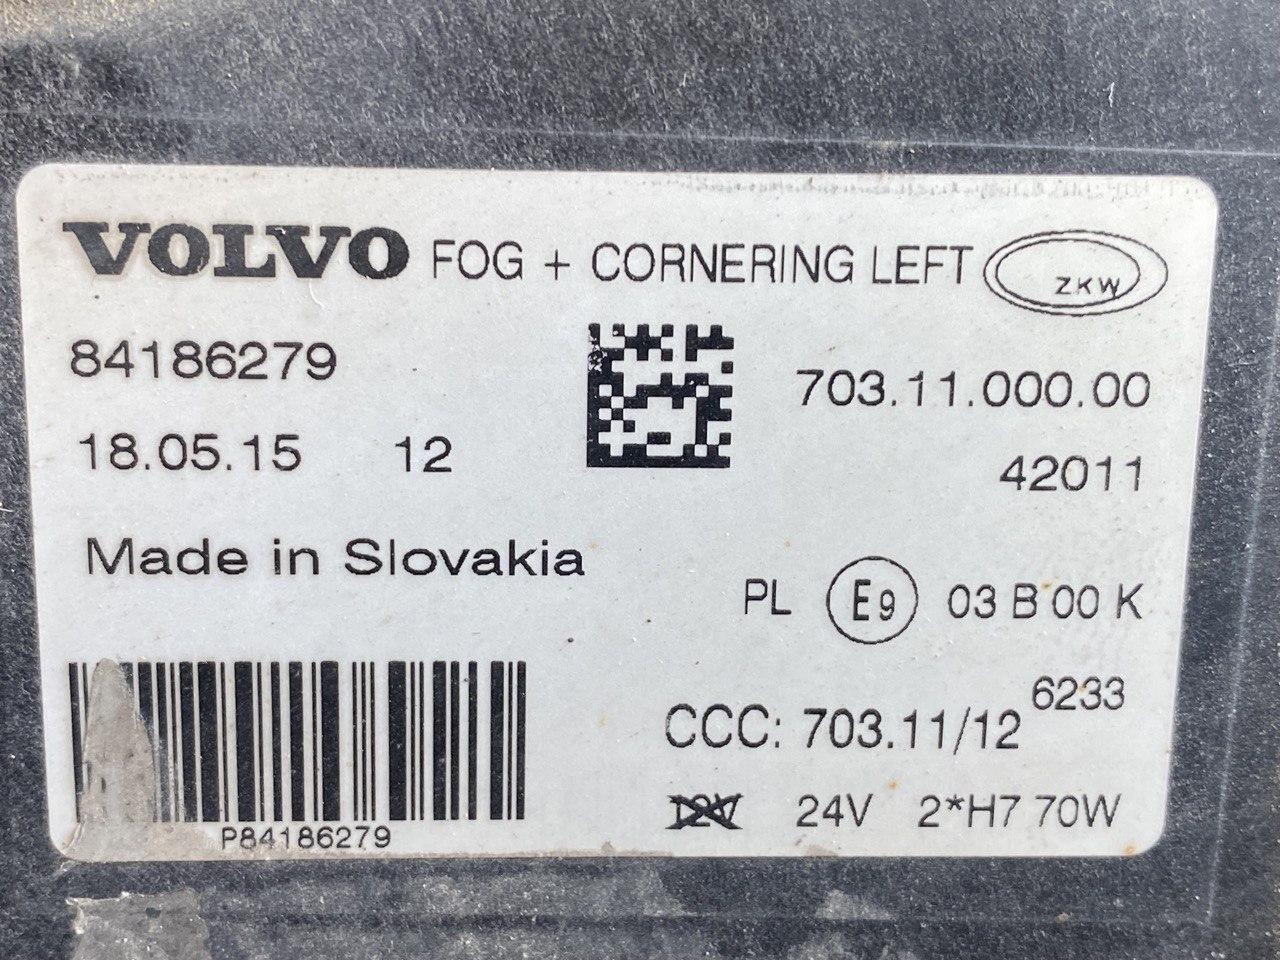 VOLVO FOG + CORNERING LEFT ZKW
84186279
703.11.000.00
18.05.15 12
42011
Made in Slovakia
PL E9 03 B 00 K
6233
CCC: 703.11/12
12V 24V 2*H7 70W
P84186279